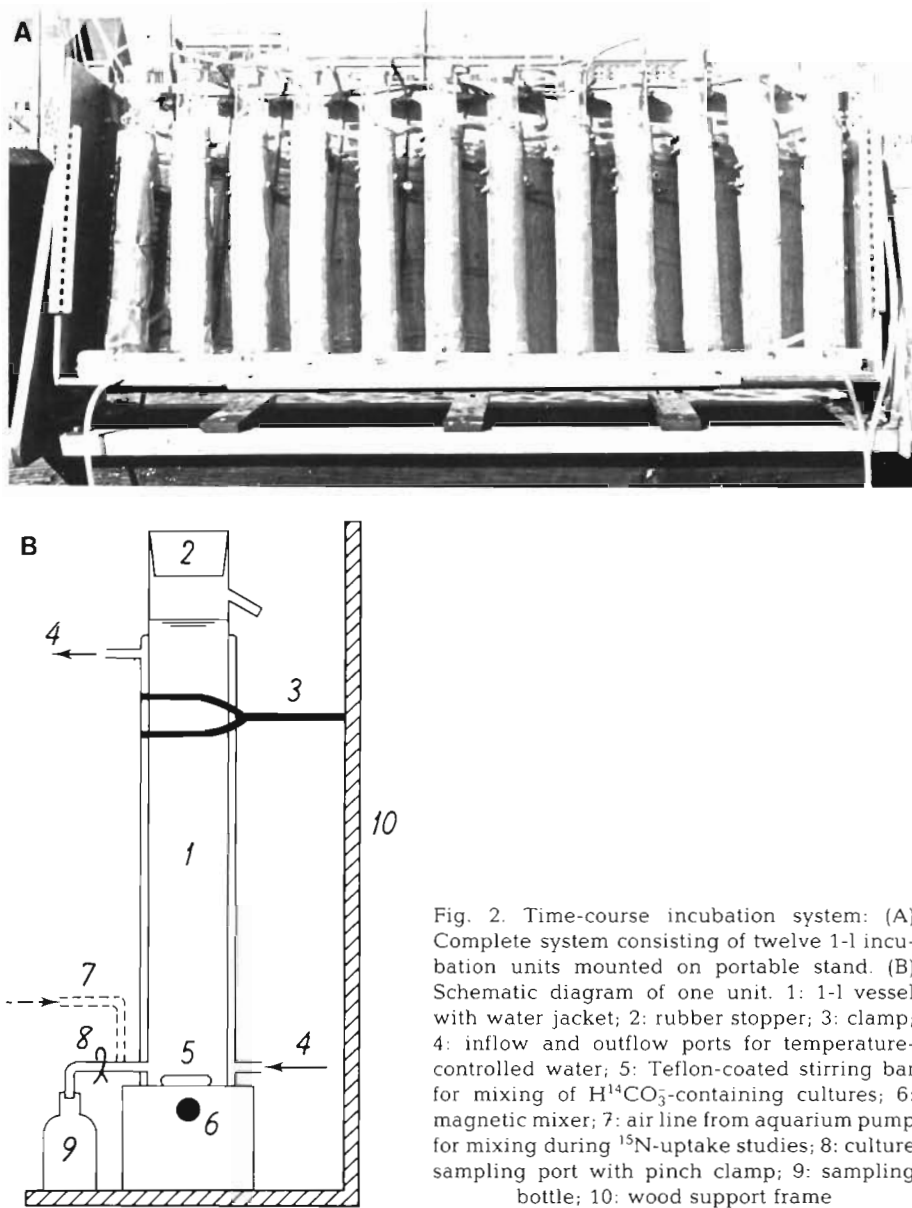 A
B
2
4
3
10
1
7
8
5
4
6
9
Fig. 2. Time-course incubation system: (A)
Complete system consisting of twelve 1-l incu-
bation units mounted on portable stand. (B)
Schematic diagram of one unit. 1: 1-l vessel
with water jacket; 2: rubber stopper; 3: clamp;
4: inflow and outflow ports for temperature-
controlled water; 5: Teflon-coated stirring bar
for mixing of H¹⁴CO₃⁻-containing cultures; 6:
magnetic mixer; 7: air line from aquarium pump
for mixing during ¹⁵N-uptake studies; 8: culture
sampling port with pinch clamp; 9: sampling
bottle; 10: wood support frame